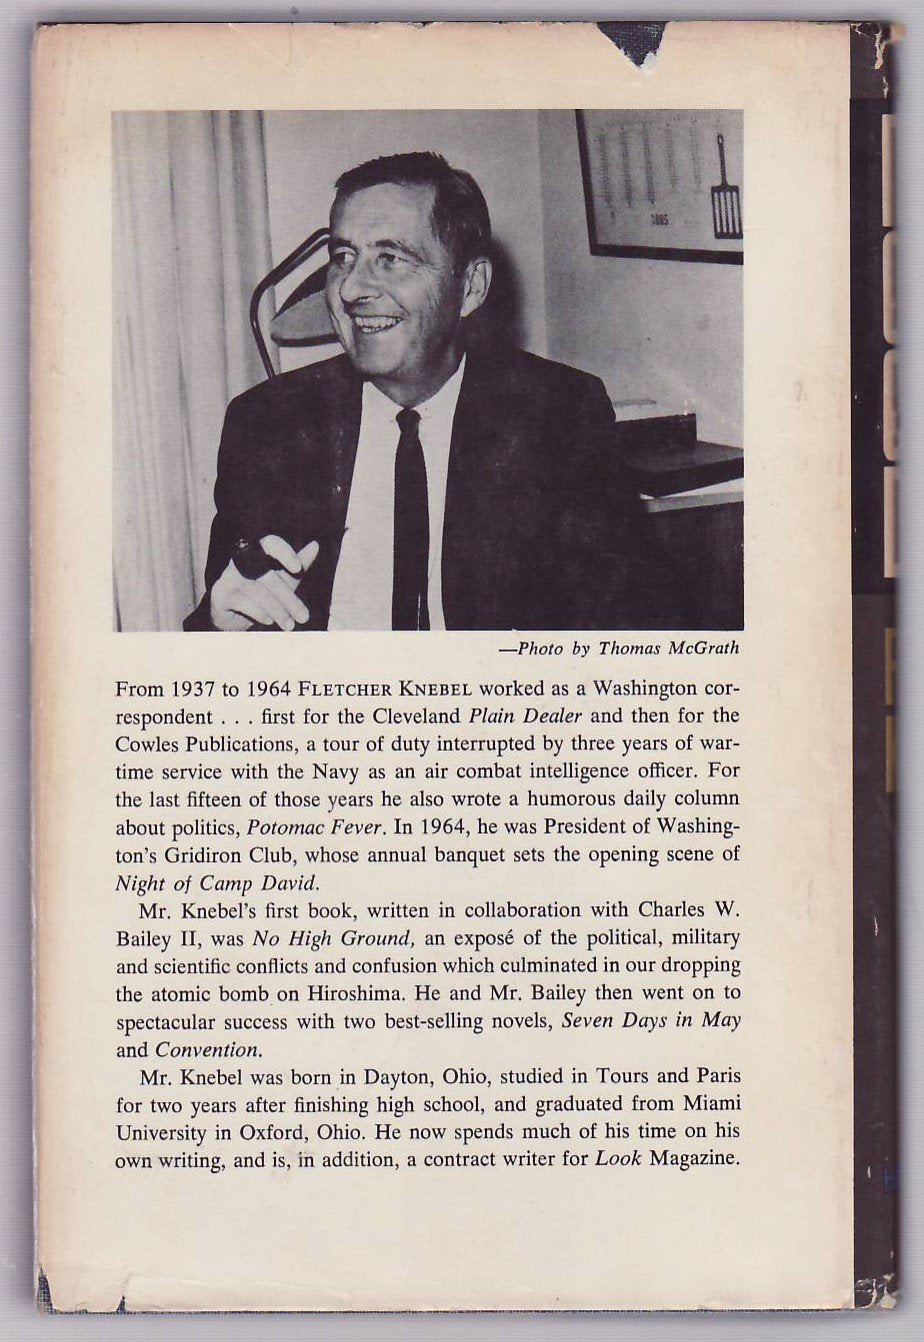 1885
—Photo by Thomas McGrath
From 1937 to 1964 FLETCHER KNEBEL worked as a Washington cor-
respondent . . . first for the Cleveland Plain Dealer and then for the
Cowles Publications, a tour of duty interrupted by three years of war-
time service with the Navy as an air combat intelligence officer. For
the last fifteen of those years he also wrote a humorous daily column
about politics, Potomac Fever. In 1964, he was President of Washing-
ton's Gridiron Club, whose annual banquet sets the opening scene of
Night of Camp David.
Mr. Knebel's first book, written in collaboration with Charles W.
Bailey II, was No High Ground, an exposé of the political, military
and scientific conflicts and confusion which culminated in our dropping
the atomic bomb on Hiroshima. He and Mr. Bailey then went on to
spectacular success with two best-selling novels, Seven Days in May
and Convention.
Mr. Knebel was born in Dayton, Ohio, studied in Tours and Paris
for two years after finishing high school, and graduated from Miami
University in Oxford, Ohio. He now spends much of his time on his
own writing, and is, in addition, a contract writer for Look Magazine.